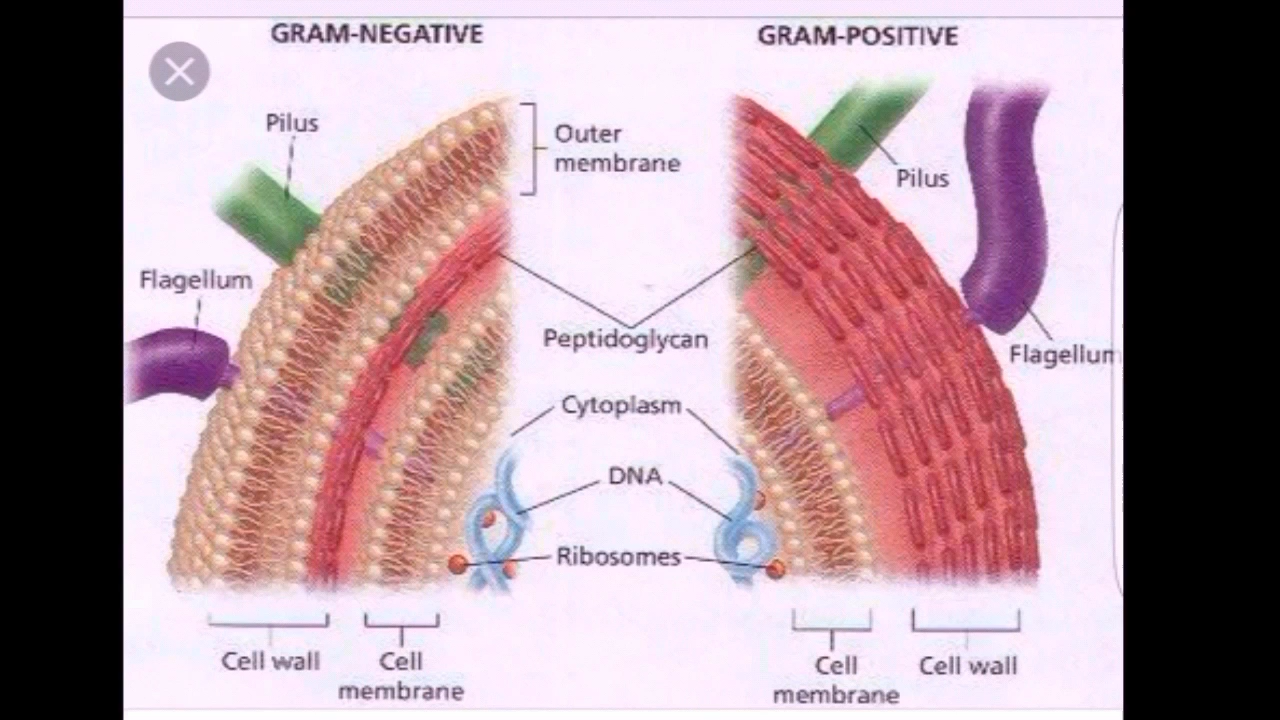 GRAM-NEGATIVE
GRAM-POSITIVE
Pilus
Outer
membrane
Pilus
Flagellum
Peptidoglycan
Flagellum
Cytoplasm
DNA
Ribosomes
Cell wall
Cell
membrane
Cell
membrane
Cell wall